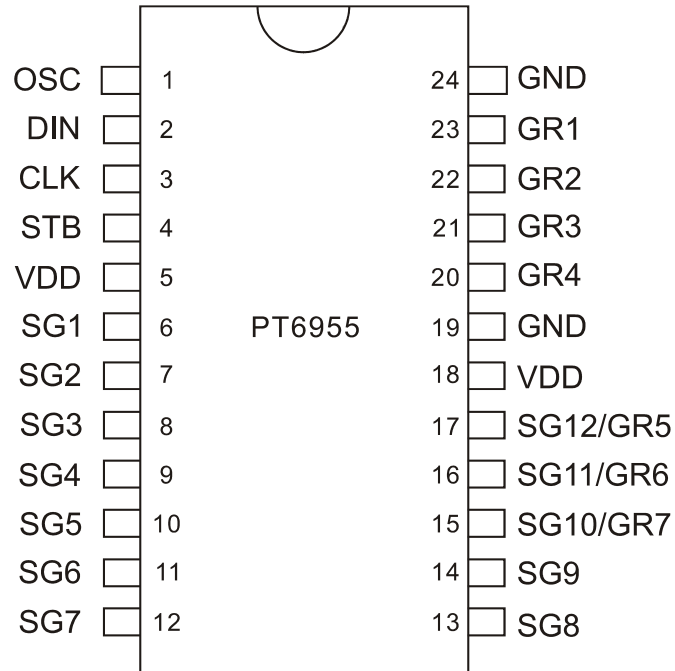 OSC 1 24 GND
DIN 2 23 GR1
CLK 3 22 GR2
STB 4 21 GR3
VDD 5 20 GR4
SG1 6 PT6955 19 GND
SG2 7 18 VDD
SG3 8 17 SG12/GR5
SG4 9 16 SG11/GR6
SG5 10 15 SG10/GR7
SG6 11 14 SG9
SG7 12 13 SG8